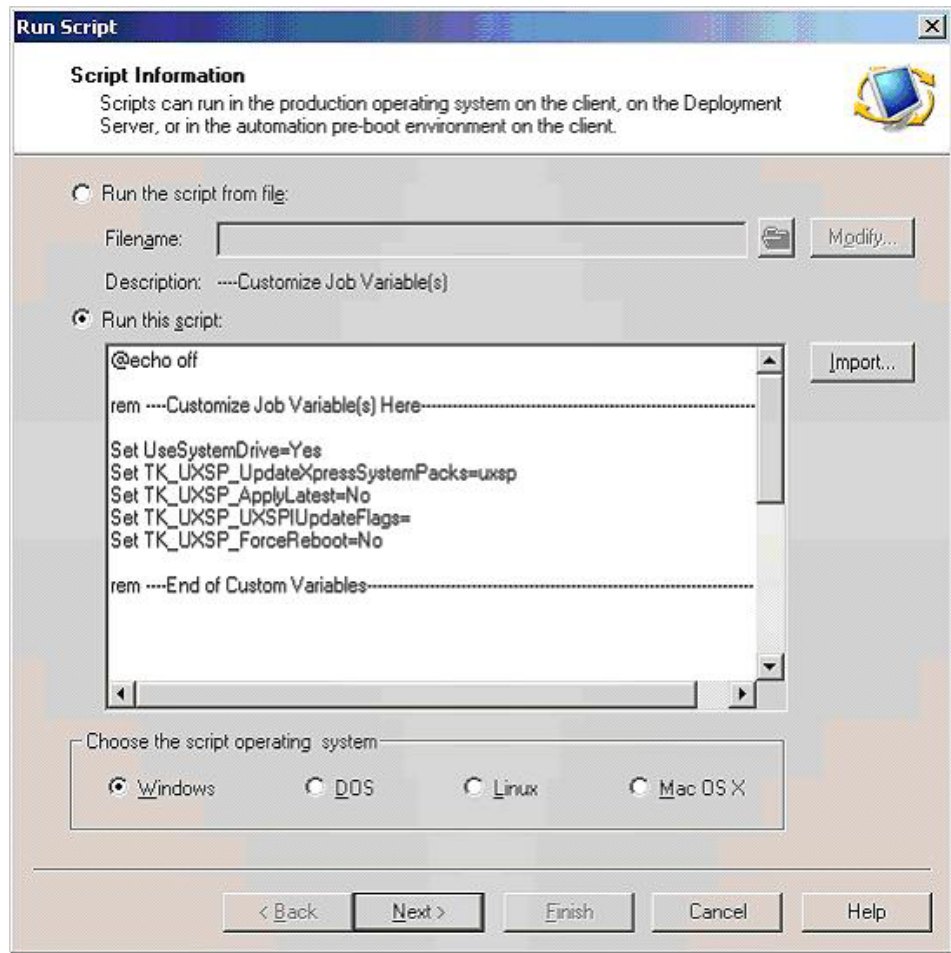 Run Script
Script Information
Scripts can run in the production operating system on the client, on the Deployment
Server, or in the automation pre-boot environment on the client.
Run the script from file:
Filename:
Modify...
Description: ----Customize Job Variable(s)
Run this script:
@echo off
Import...
rem ----Customize Job Variable(s) Here----------------------------------------------------------------
Set UseSystemDrive=Yes
Set TK_UXSP_UpdateXpressSystemPacks=uxsp
Set TK_UXSP_ApplyLatest=No
Set TK_UXSP_UXSPIUpdateFlags=
Set TK_UXSP_ForceReboot=No
rem ----End of Custom Variables--------------------------------------------------------------------------
Choose the script operating system
Windows DOS Linux Mac OS X
< Back Next > Finish Cancel Help